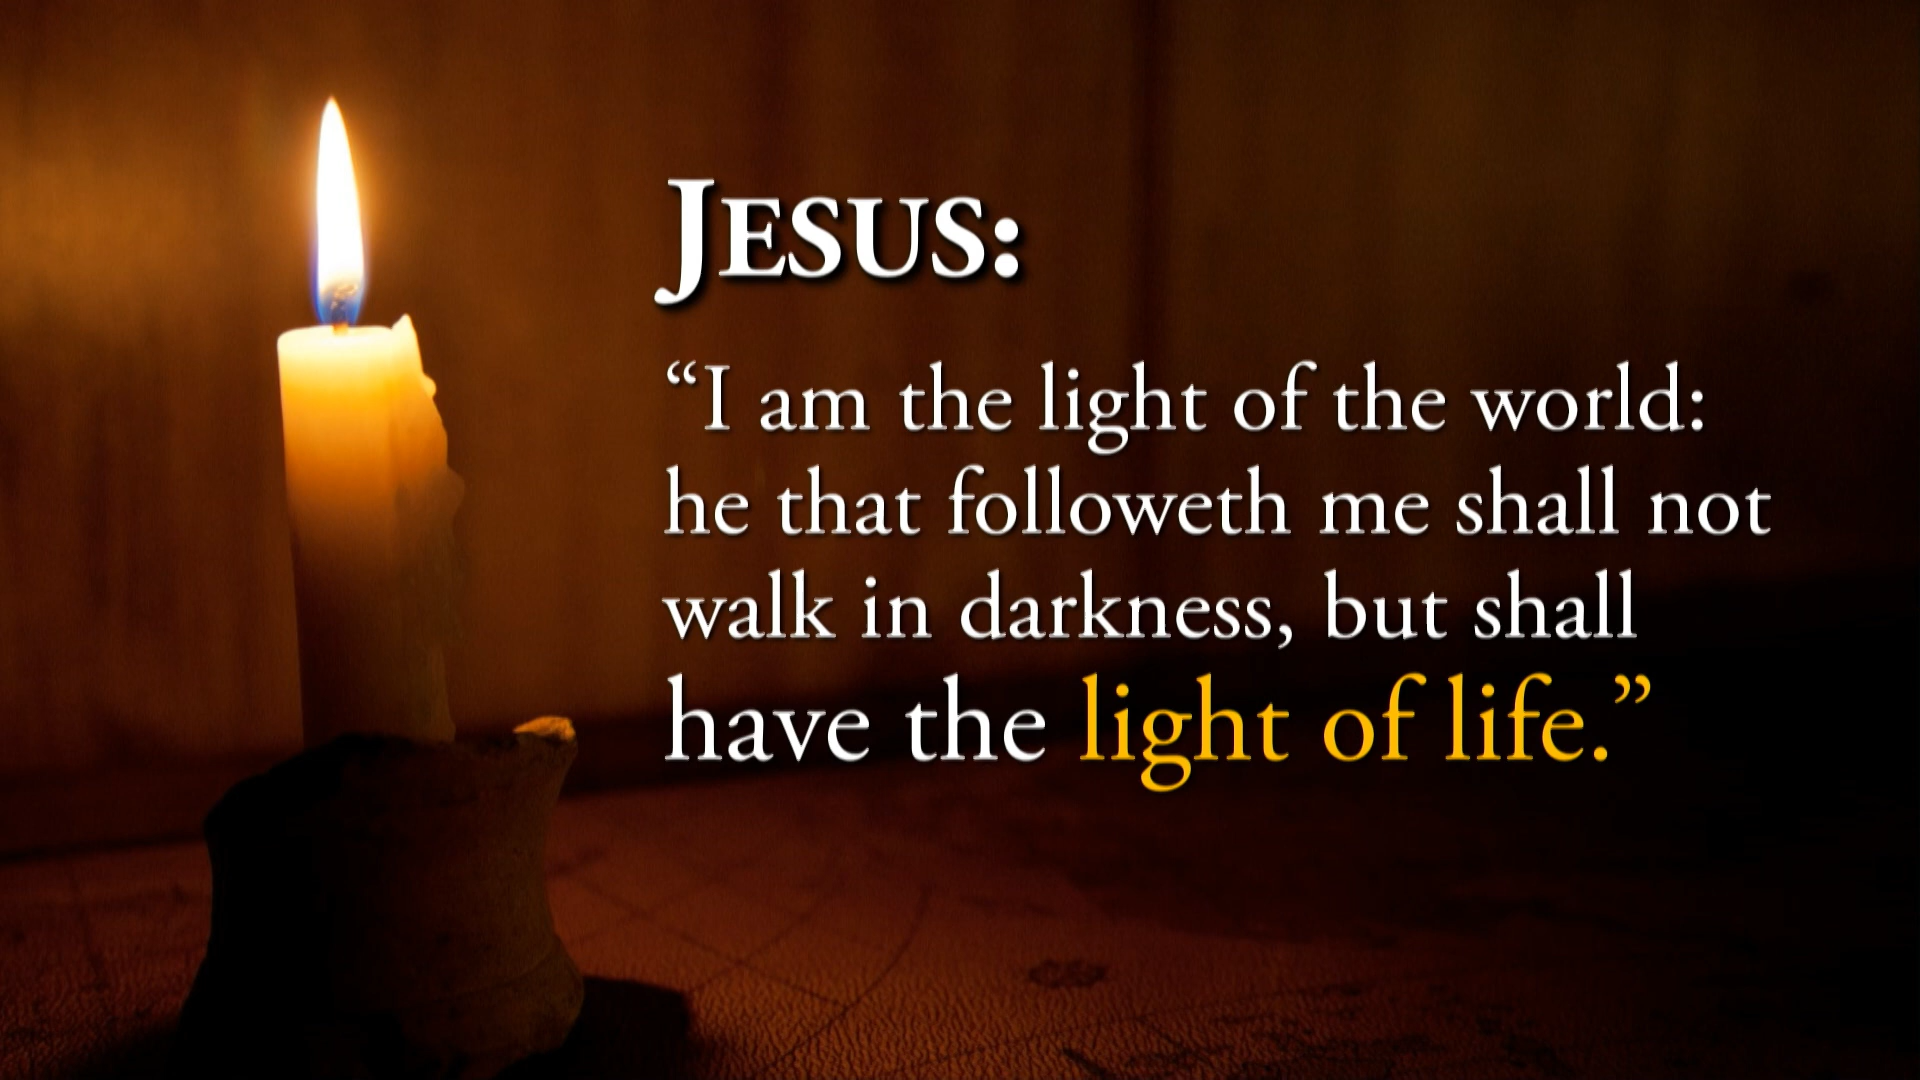 JESUS:
“I am the light of the world:
he that followeth me shall not
walk in darkness, but shall
have the light of life.”